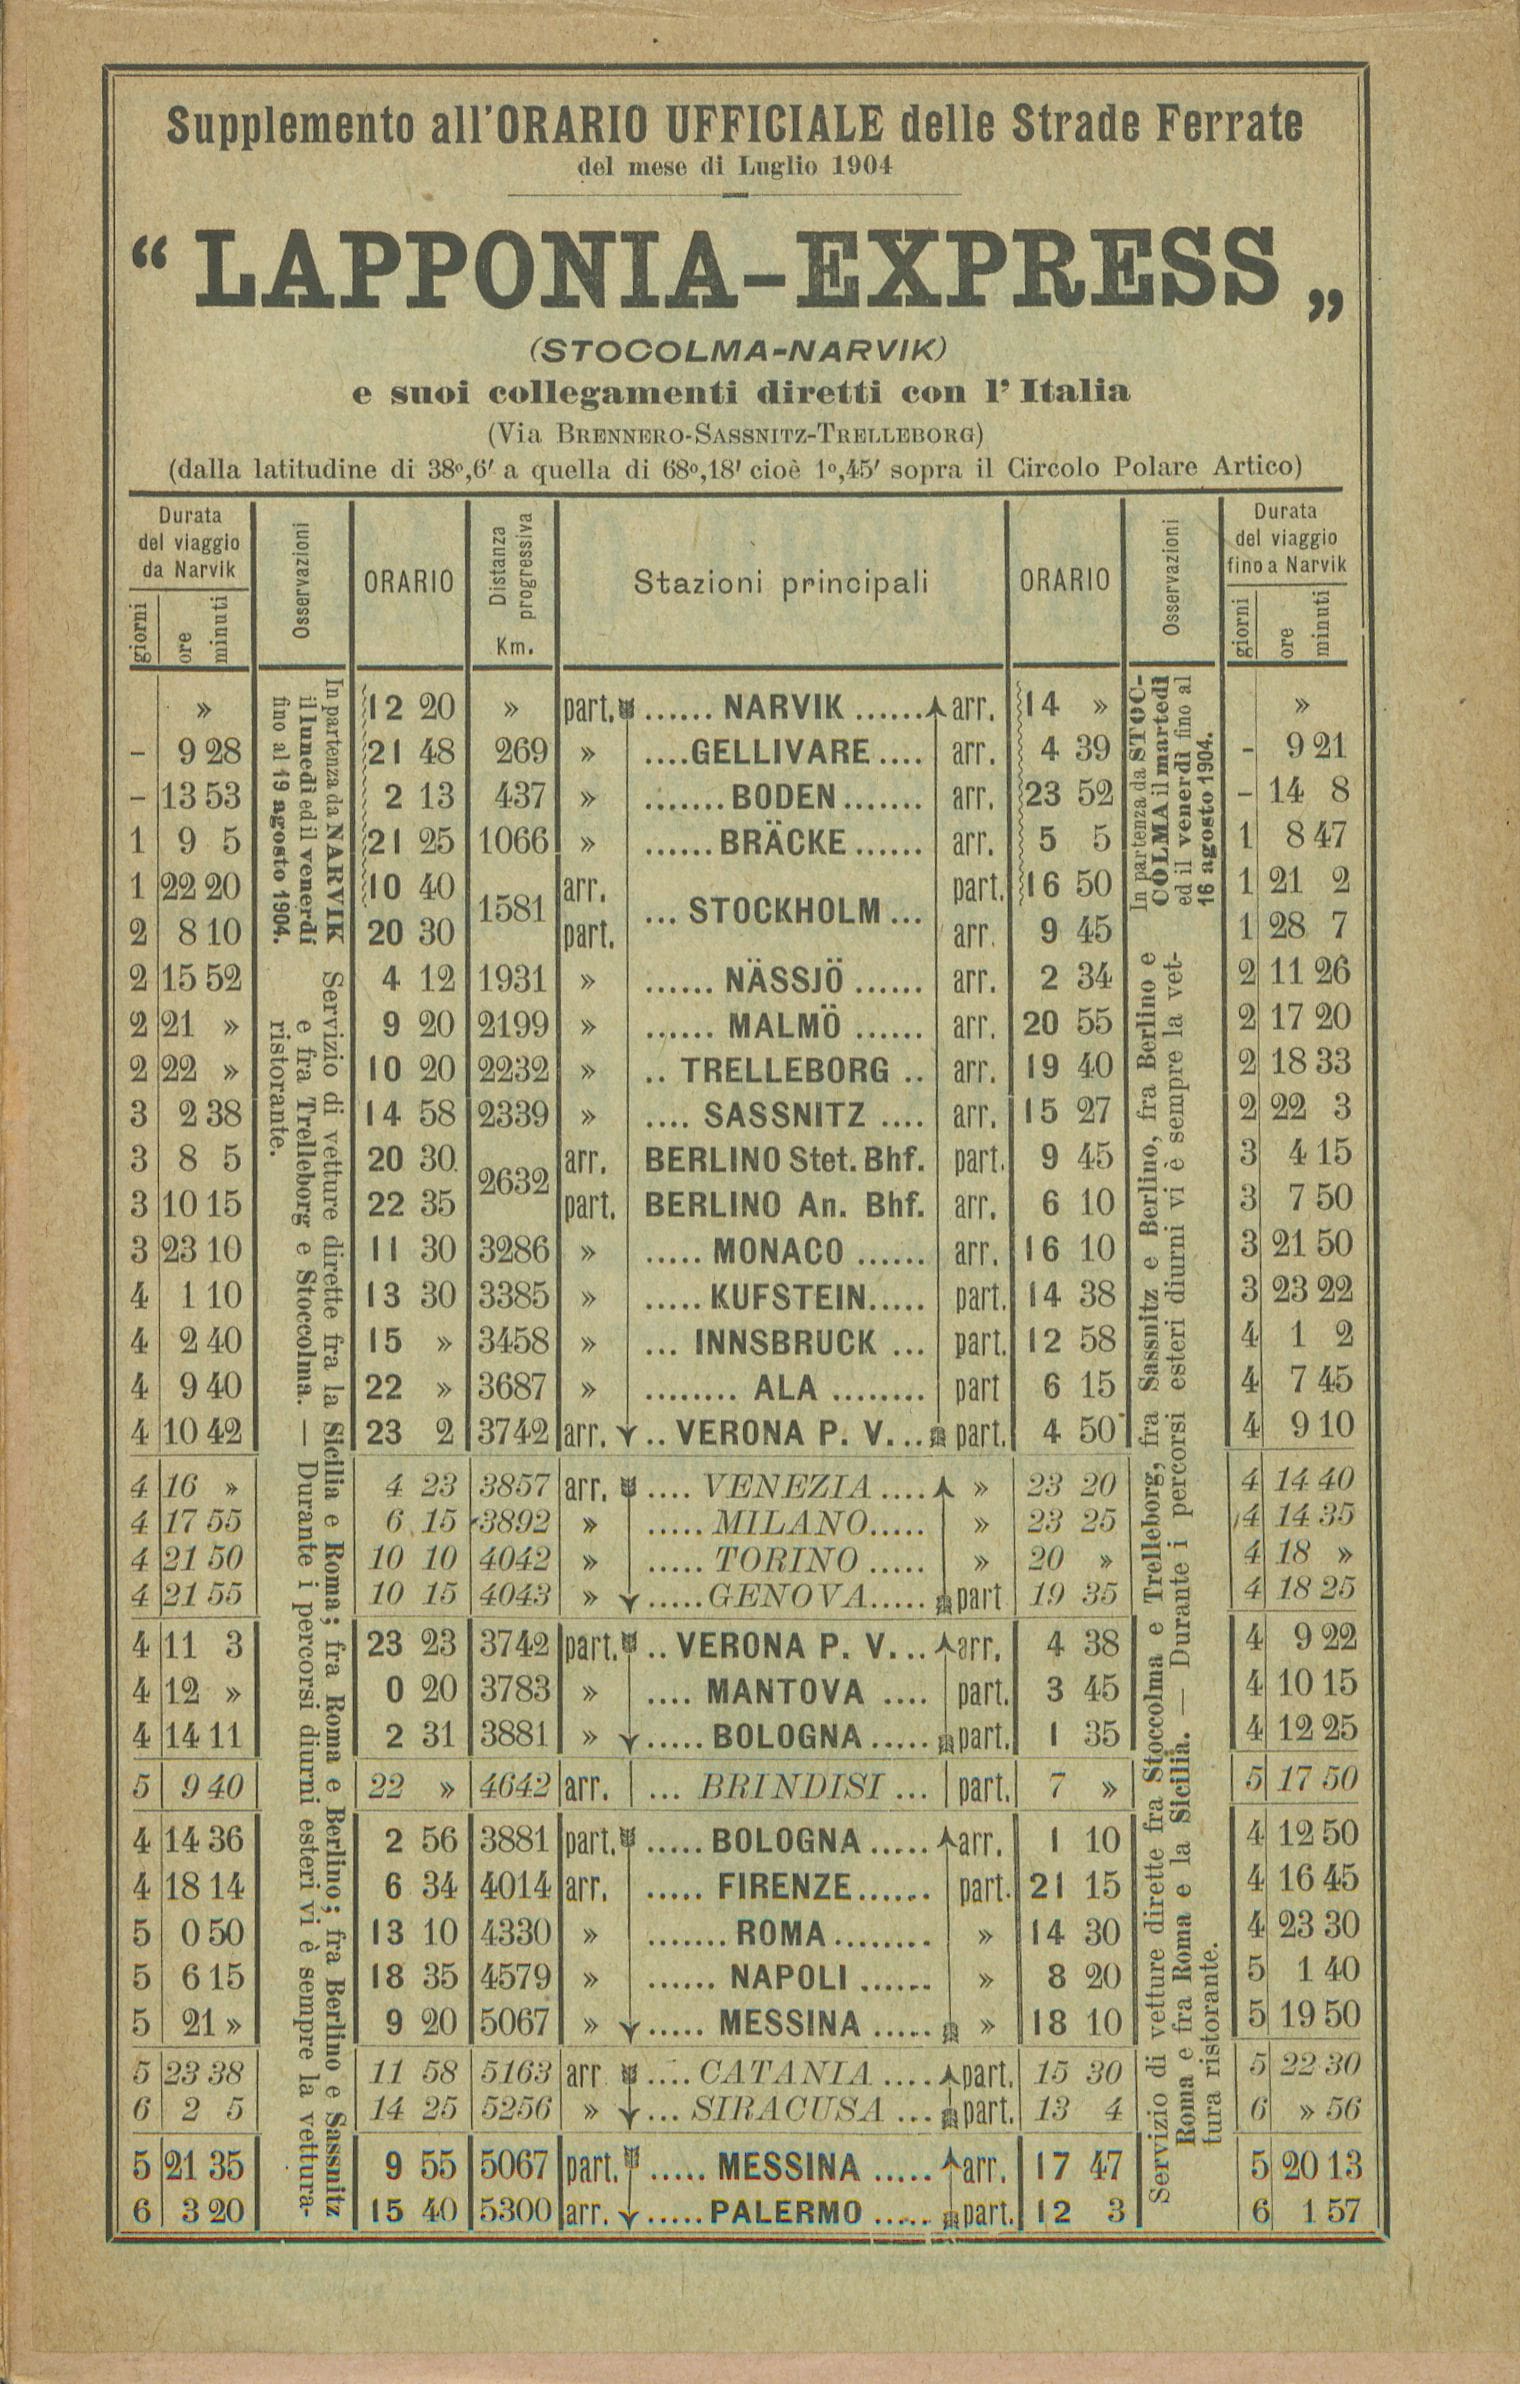 Supplemento all'ORARIO UFFICIALE delle Strade Ferrate
del mese di Luglio 1904
“ LAPPONIA-EXPRESS „
(STOCOLMA-NARVIK)
e suoi collegamenti diretti con l'Italia
(Via BRENNERO-SASSNITZ-TRELLEBORG)
(dalla latitudine di 38º,6′ a quella di 68º,18′ cioè 1º,45′ sopra il Circolo Polare Artico)
Durata del viaggio da Narvik giorni ore minuti | Osservazioni | ORARIO | Distanza progressiva Km. | Stazioni principali | ORARIO | Osservazioni | Durata del viaggio fino a Narvik giorni ore minuti
» 12 20 » part. ...... NARVIK ...... arr. 14 » »
- 9 28 21 48 269 » ....GELLIVARE.... arr. 4 39 - 9 21
- 13 53 2 13 437 » .......BODEN....... arr. 23 52 - 14 8
1 9 5 21 25 1066 » ......BRÄCKE...... arr. 5 5 1 8 47
1 22 20 10 40 1581 arr. ... STOCKHOLM ... part. 16 50 1 21 2
2 8 10 20 30 part. arr. 9 45 1 28 7
2 15 52 4 12 1931 » ...... NÄSSJÖ ...... arr. 2 34 2 11 26
2 21 » 9 20 2199 » ...... MALMÖ ...... arr. 20 55 2 17 20
2 22 » 10 20 2232 » .. TRELLEBORG .. arr. 19 40 2 18 33
3 2 38 14 58 2339 » .... SASSNITZ .... arr. 15 27 2 22 3
3 8 5 20 30 2632 arr. BERLINO Stet. Bhf. part. 9 45 3 4 15
3 10 15 22 35 part. BERLINO An. Bhf. arr. 6 10 3 7 50
3 23 10 11 30 3286 » ..... MONACO ...... arr. 16 10 3 21 50
4 1 10 13 30 3385 » .....KUFSTEIN..... part. 14 38 3 23 22
4 2 40 15 » 3458 » ... INNSBRUCK ... part. 12 58 4 1 2
4 9 40 22 » 3687 » ........ ALA ........ part 6 15 4 7 45
4 10 42 23 2 3742 arr. .. VERONA P. V. .. part. 4 50 4 9 10
4 16 » 4 23 3857 arr. .... VENEZIA .... » 23 20 4 14 40
4 17 55 6 15 3892 » .....MILANO..... » 23 25 4 14 35
4 21 50 10 10 4042 » ..... TORINO ..... » 20 » 4 18 »
4 21 55 10 15 4043 » .....GENOVA..... part 19 35 4 18 25
4 11 3 23 23 3742 part. .. VERONA P. V. .. arr. 4 38 4 9 22
4 12 » 0 20 3783 » .... MANTOVA .... part. 3 45 4 10 15
4 14 11 2 31 3881 » ..... BOLOGNA ..... part. 1 35 4 12 25
5 9 40 22 » 4642 arr. ... BRINDISI ... part. 7 » 5 17 50
4 14 36 2 56 3881 part. ..... BOLOGNA ..... arr. 1 10 4 12 50
4 18 14 6 34 4014 arr. ..... FIRENZE...... part. 21 15 4 16 45
5 0 50 13 10 4330 » ....... ROMA ........ » 14 30 4 23 30
5 6 15 18 35 4579 » ...... NAPOLI ...... » 8 20 5 1 40
5 21 » 9 20 5067 » ..... MESSINA ..... » 18 10 5 19 50
5 23 38 11 58 5163 arr .... CATANIA .... part. 15 30 5 22 30
6 2 5 14 25 5256 » ... SIRACUSA ... part. 13 4 6 » 56
5 21 35 9 55 5067 part. ..... MESSINA ..... arr. 17 47 5 20 13
6 3 20 15 40 5300 arr. ..... PALERMO ..... part. 12 3 6 1 57
In partenza da NARVIK
il lunedì ed il venerdì
fino al 19 agosto 1904.
Servizio di vetture dirette fra la Sicilia e Roma; fra Roma e Berlino; fra Berlino e Sassnitz
e fra Trelleborg e Stoccolma. — Durante i percorsi diurni esteri vi è sempre la vettura-
ristorante.
In partenza da STOC-
COLMA il martedì
ed il venerdì fino al
16 agosto 1904.
Servizio di vetture dirette fra Stoccolma e Trelleborg, fra Sassnitz e Berlino, fra Berlino e
Roma e fra Roma e la Sicilia. — Durante i percorsi esteri diurni vi è sempre la vet-
tura ristorante.